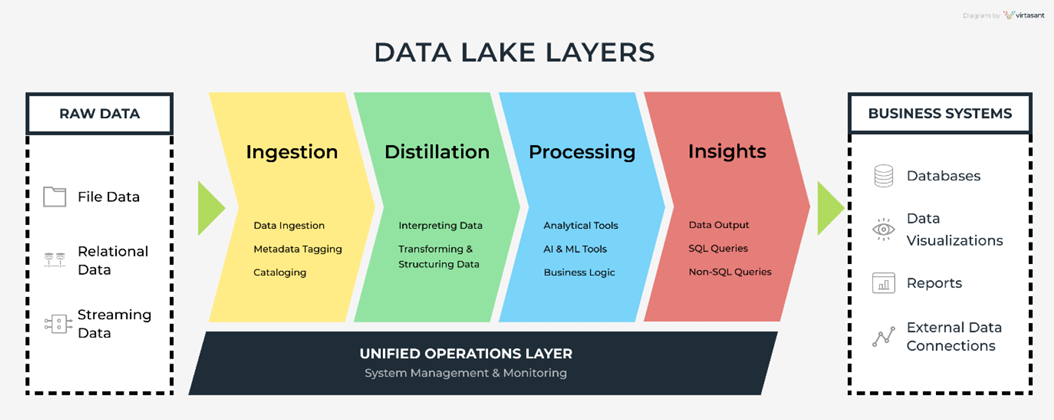 Diagram by virtasant
DATA LAKE LAYERS
RAW DATA
File Data
Relational
Data
Streaming
Data
Ingestion
Data Ingestion
Metadata Tagging
Cataloging
Distillation
Interpreting Data
Transforming &
Structuring Data
Processing
Analytical Tools
AI & ML Tools
Business Logic
Insights
Data Output
SQL Queries
Non-SQL Queries
UNIFIED OPERATIONS LAYER
System Management & Monitoring
BUSINESS SYSTEMS
Databases
Data
Visualizations
Reports
External Data
Connections